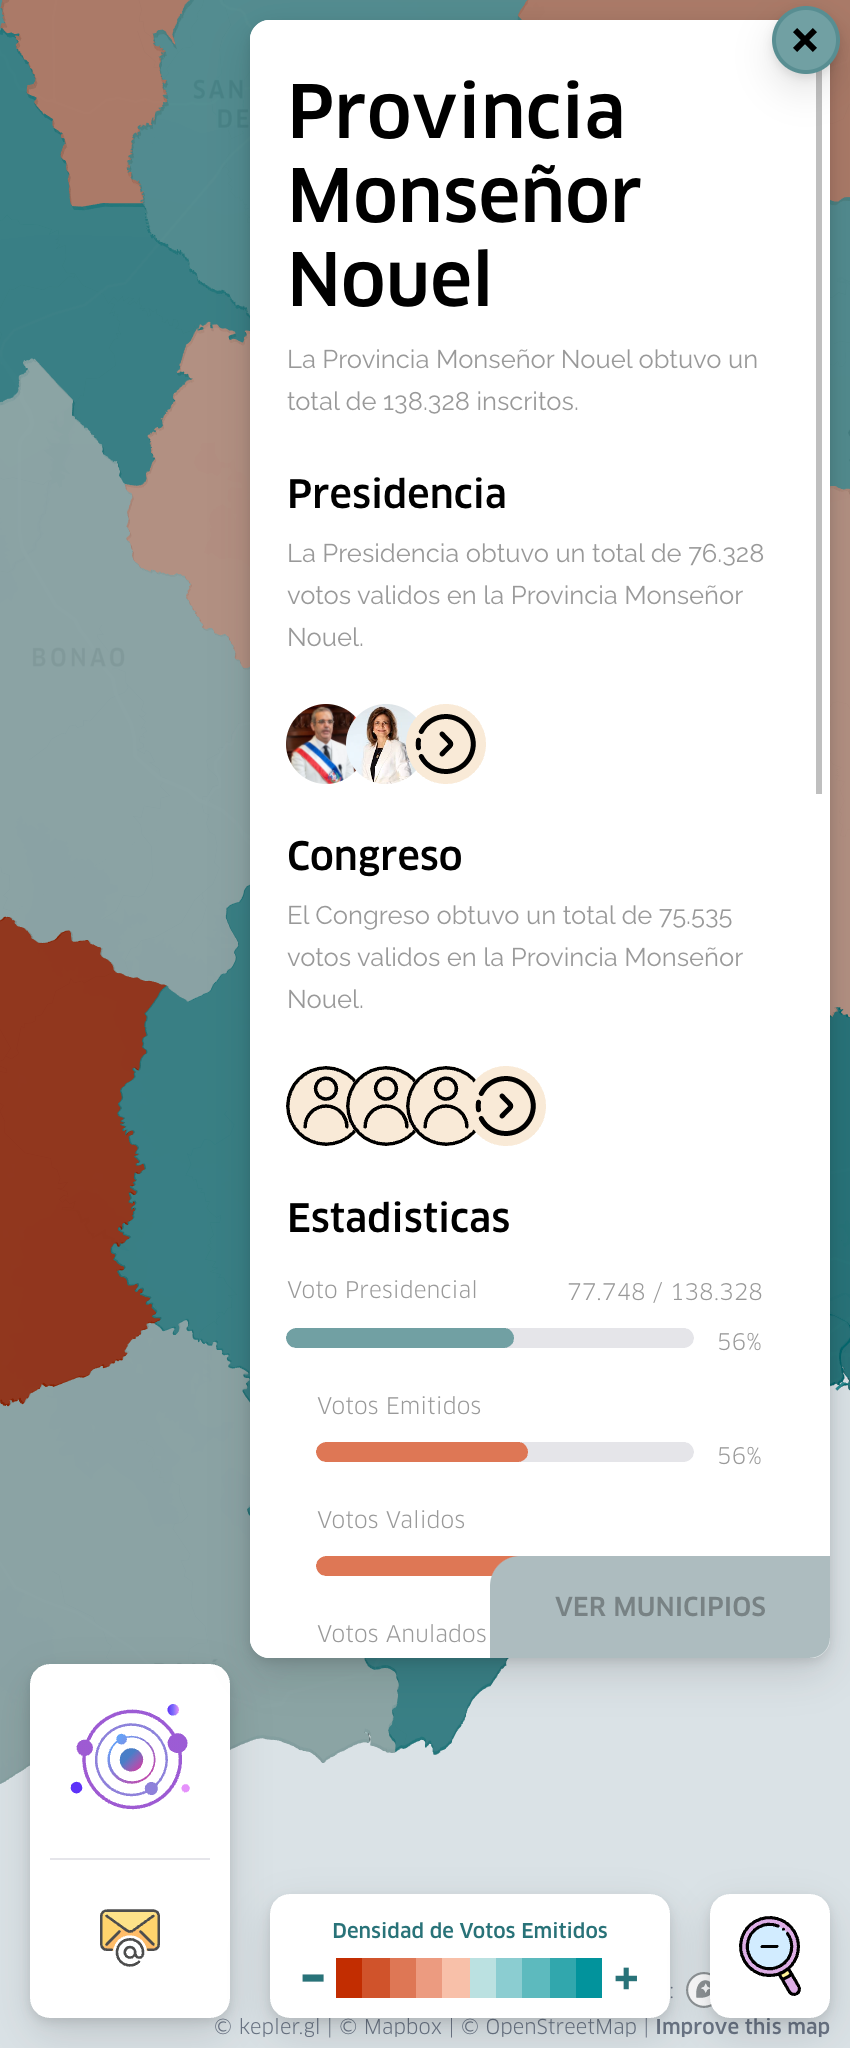 SAN
DE
BONAO
Provincia
Monseñor
Nouel
La Provincia Monseñor Nouel obtuvo un
total de 138.328 inscritos.
Presidencia
La Presidencia obtuvo un total de 76.328
votos validos en la Provincia Monseñor
Nouel.
Congreso
El Congreso obtuvo un total de 75.535
votos validos en la Provincia Monseñor
Nouel.
Estadisticas
Voto Presidencial 77.748 / 138.328
56%
Votos Emitidos
56%
Votos Validos
Votos Anulados
VER MUNICIPIOS
Densidad de Votos Emitidos
− +
© kepler.gl | © Mapbox | © OpenStreetMap | Improve this map